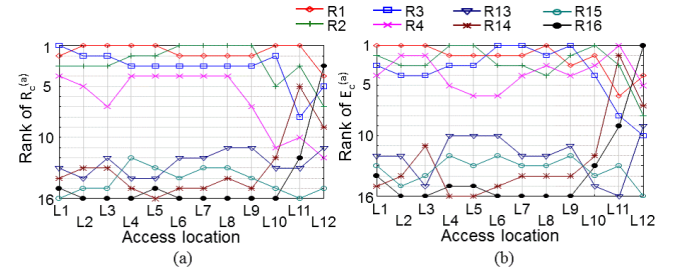 R1 R3 R13 R15
R2 R4 R14 R16
Rank of R_c^(a)
1
5
10
16
L1 L3 L5 L7 L9 L11
L2 L4 L6 L8 L10 L12
Access location
(a)
Rank of E_c^(a)
1
5
10
16
L1 L3 L5 L7 L9 L11
L2 L4 L6 L8 L10 L12
Access location
(b)